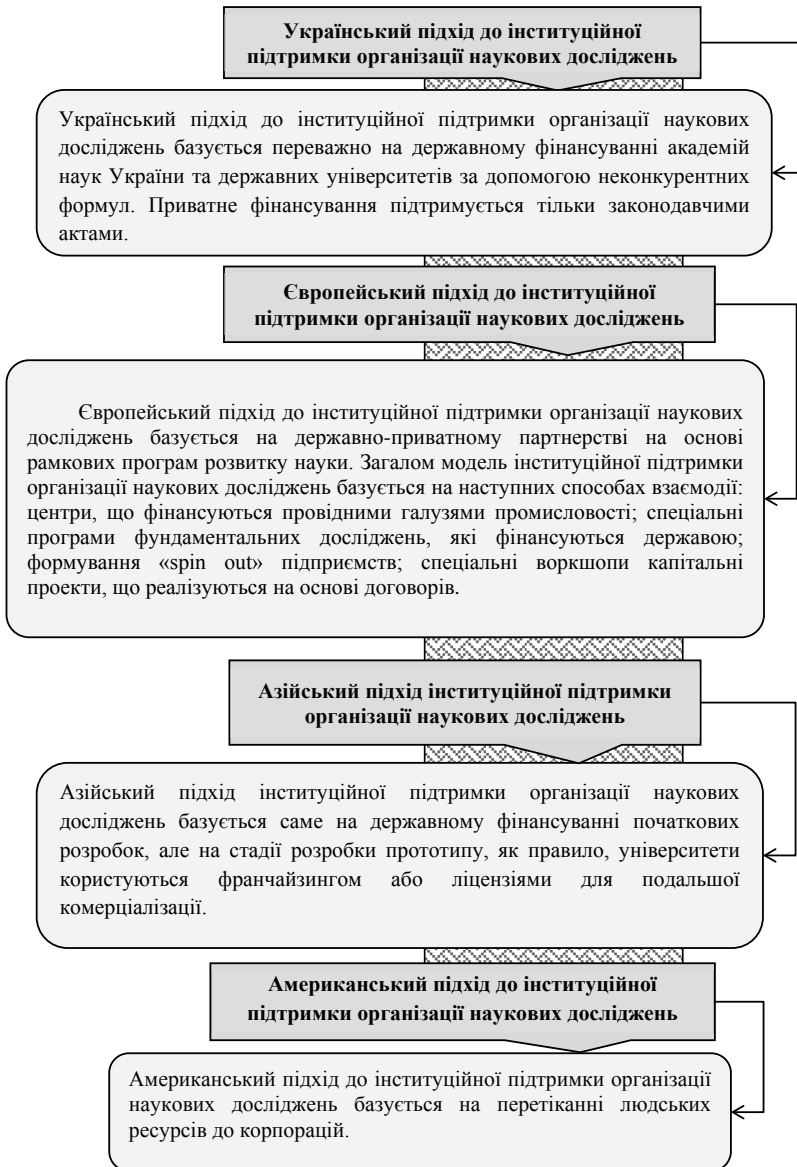 Український підхід до інституційної
підтримки організації наукових досліджень
Український підхід до інституційної підтримки організації наукових
досліджень базується переважно на державному фінансуванні академій
наук України та державних університетів за допомогою неконкурентних
формул. Приватне фінансування підтримується тільки законодавчими
актами.
Європейський підхід до інституційної
підтримки організації наукових досліджень
Європейський підхід до інституційної підтримки організації наукових
досліджень базується на державно-приватному партнерстві на основі
рамкових програм розвитку науки. Загалом модель інституційної підтримки
організації наукових досліджень базується на наступних способах взаємодії:
центри, що фінансуються провідними галузями промисловості; спеціальні
програми фундаментальних досліджень, які фінансуються державою;
формування «spin out» підприємств; спеціальні воркшопи капітальні
проекти, що реалізуються на основі договорів.
Азійський підхід інституційної підтримки
організації наукових досліджень
Азійський підхід інституційної підтримки організації наукових
досліджень базується саме на державному фінансуванні початкових
розробок, але на стадії розробки прототипу, як правило, університети
користуються франчайзингом або ліцензіями для подальшої
комерціалізації.
Американський підхід до інституційної
підтримки організації наукових досліджень
Американський підхід до інституційної підтримки організації
наукових досліджень базується на перетіканні людських
ресурсів до корпорацій.